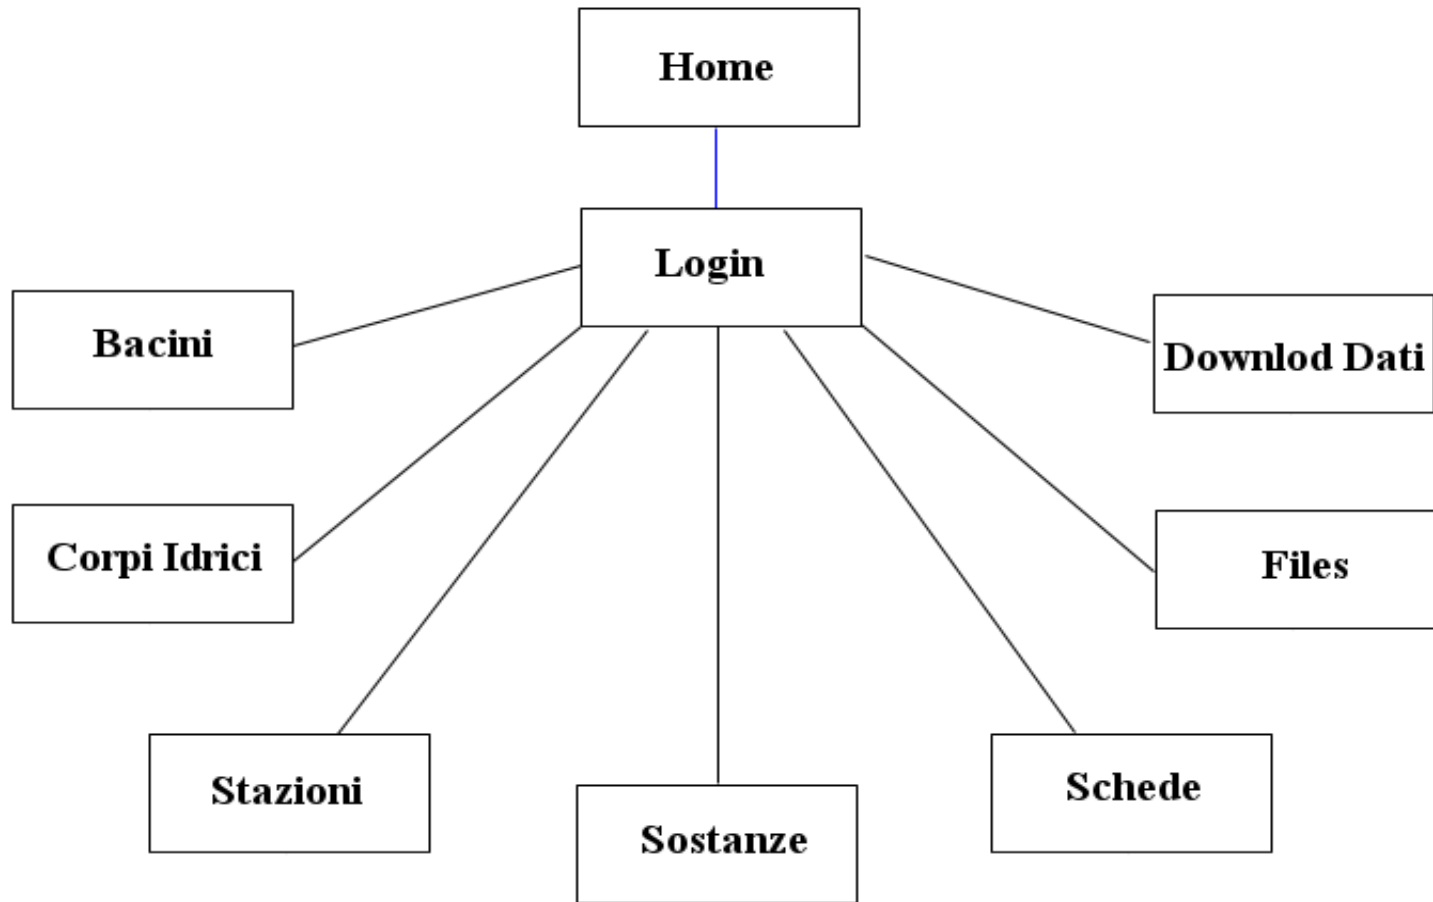 Home
Login
Bacini
Downlod Dati
Corpi Idrici
Files
Stazioni
Sostanze
Schede